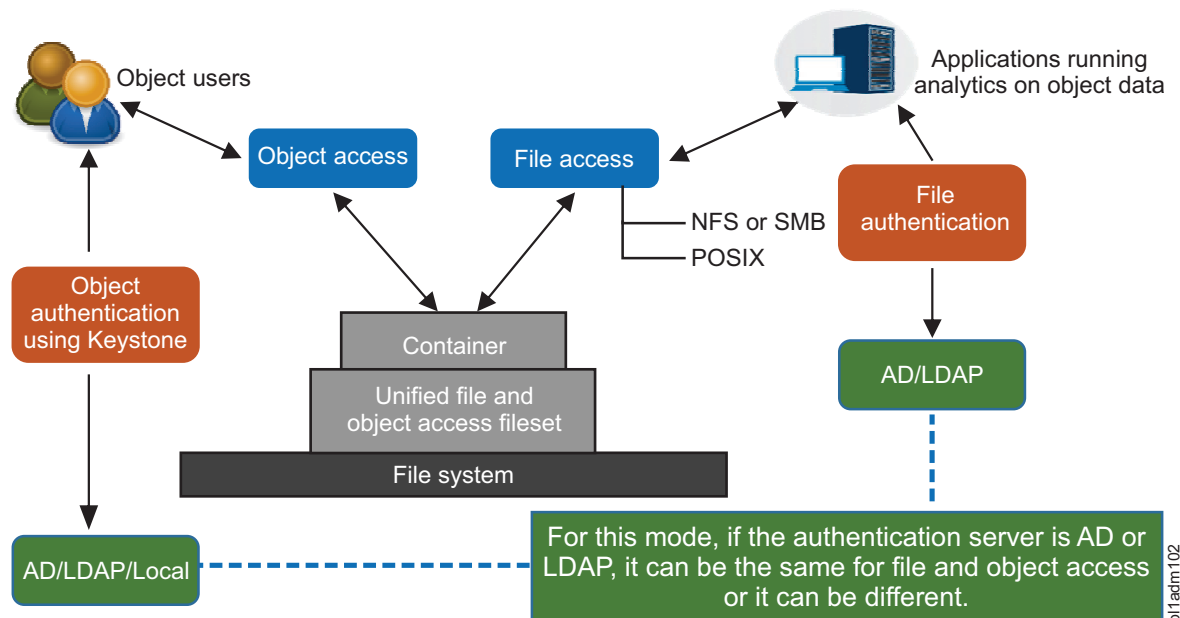 Object users
Applications running
analytics on object data
Object access
File access
File
authentication
NFS or SMB
POSIX
Object
authentication
using Keystone
Container
AD/LDAP
Unified file and
object access fileset
File system
AD/LDAP/Local
For this mode, if the authentication server is AD or
LDAP, it can be the same for file and object access
or it can be different.